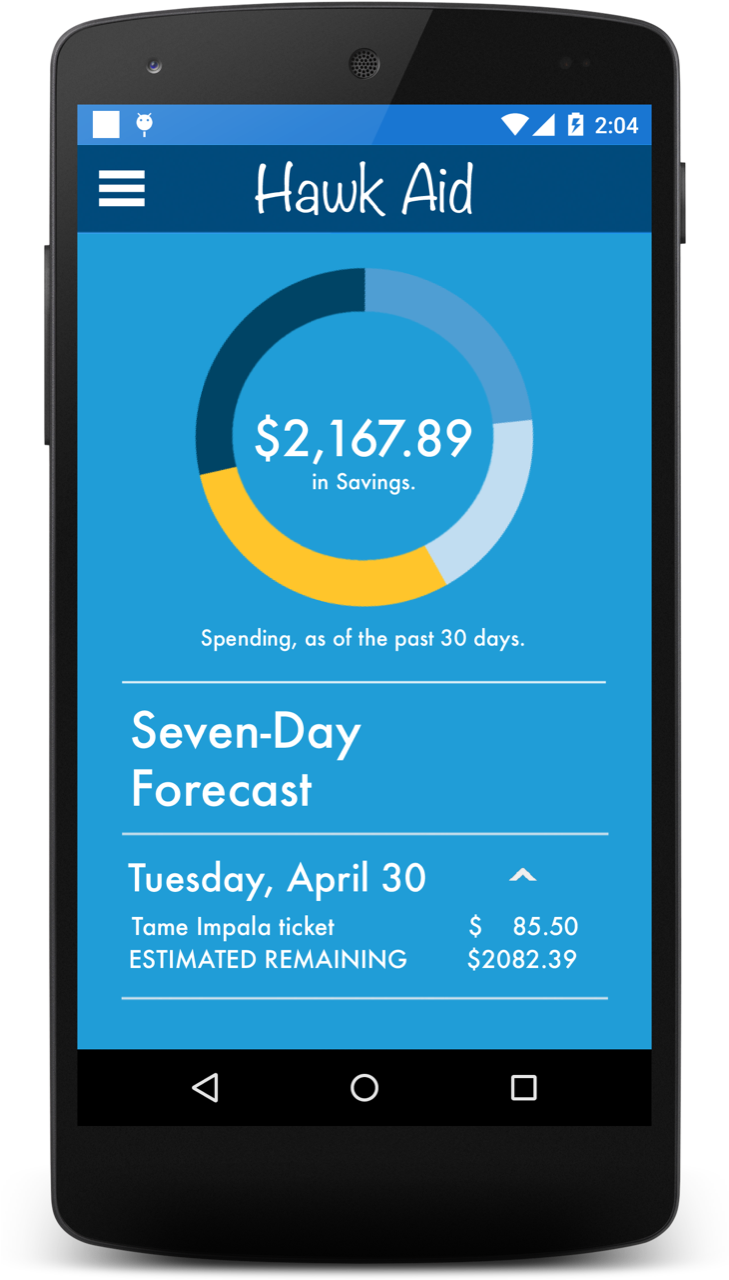 2:04
Hawk Aid
$2,167.89
in Savings.
Spending, as of the past 30 days.
Seven-Day
Forecast
Tuesday, April 30
Tame Impala ticket $ 85.50
ESTIMATED REMAINING $2082.39